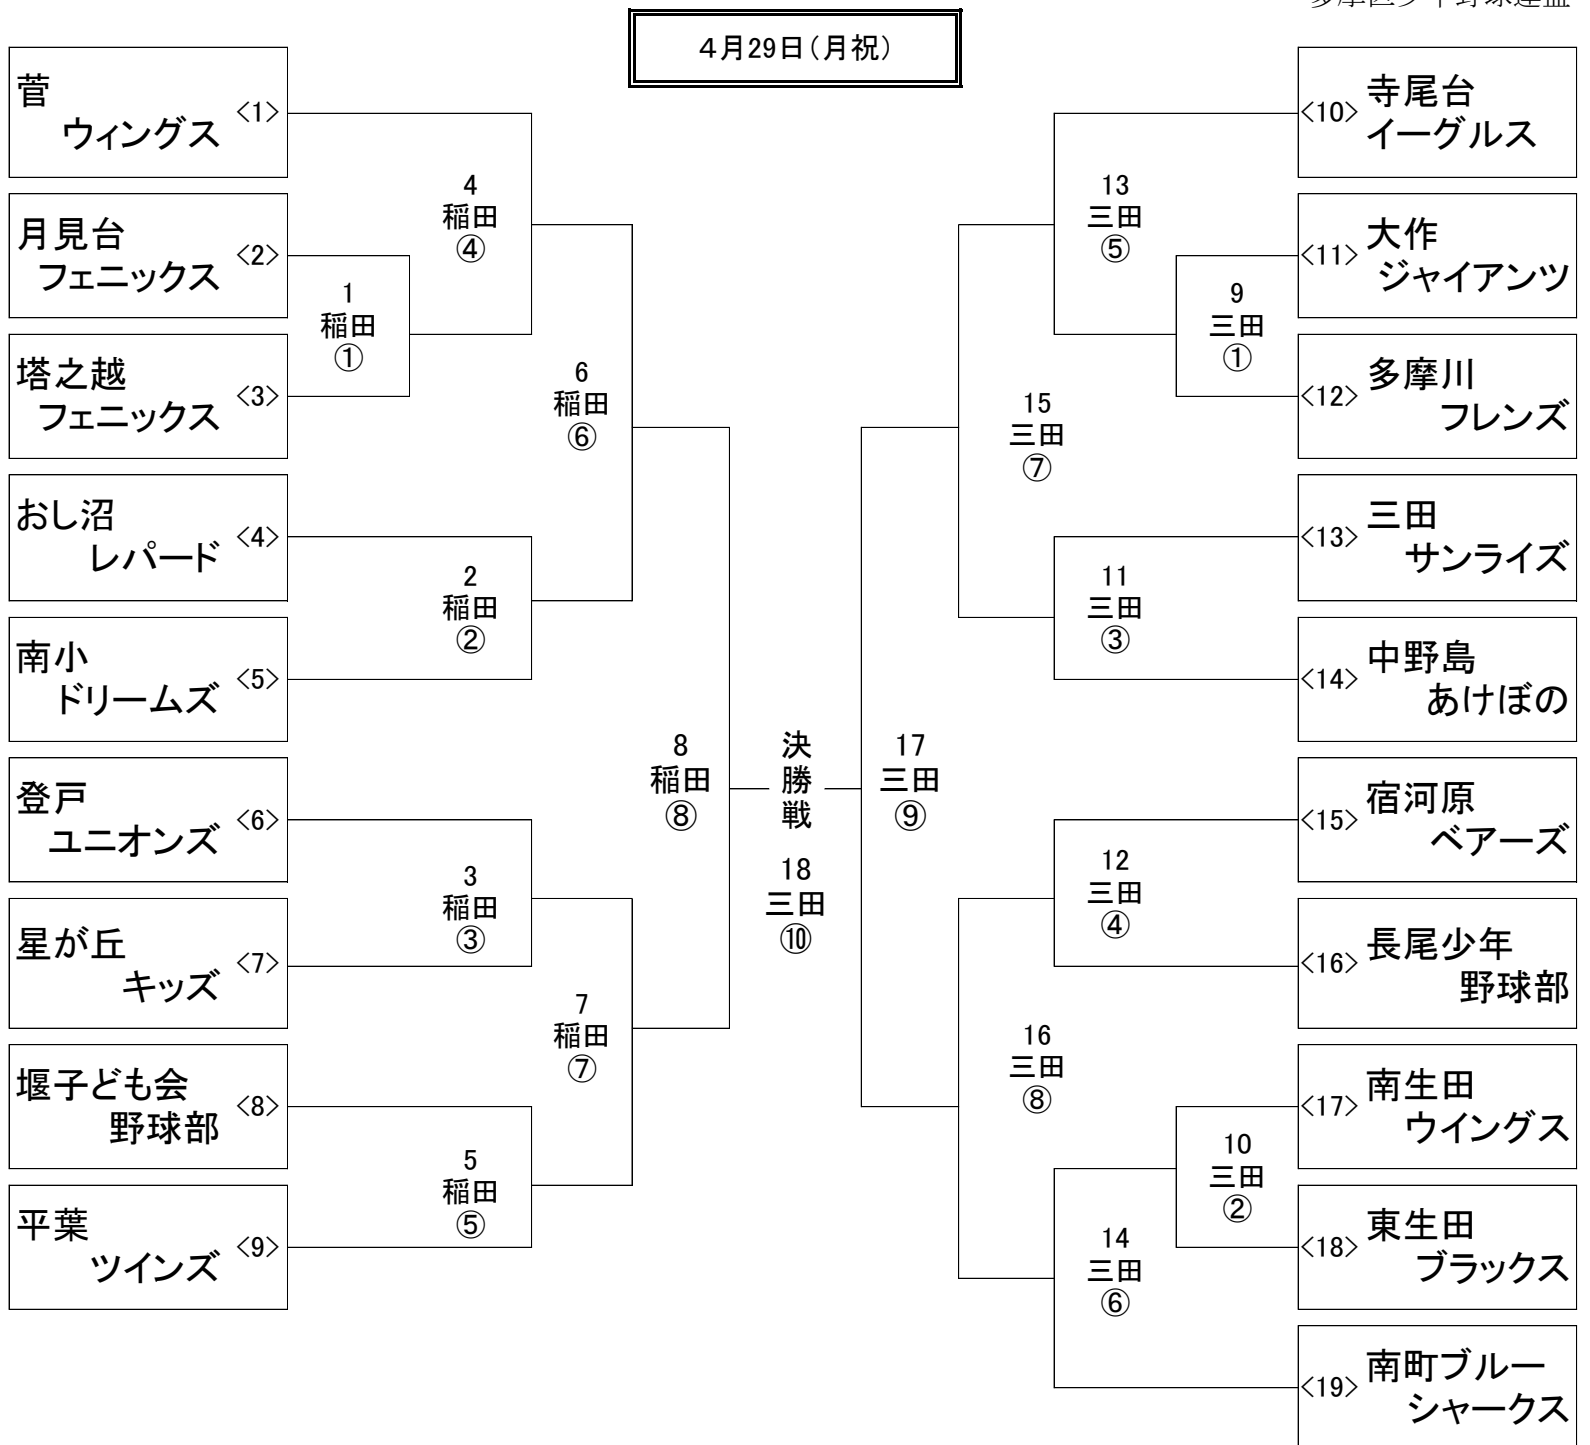 4月29日(月祝)
菅
ウィングス
<1>
月見台
フェニックス
<2>
塔之越
フェニックス
<3>
おし沼
レパード
<4>
南小
ドリームズ
<5>
登戸
ユニオンズ
<6>
星が丘
キッズ
<7>
堰子ども会
野球部
<8>
平葉
ツインズ
<9>
1
稲田
①
4
稲田
④
2
稲田
②
3
稲田
③
5
稲田
⑤
6
稲田
⑥
7
稲田
⑦
8
稲田
⑧
決
勝
戦
18
三田
⑩
17
三田
⑨
15
三田
⑦
16
三田
⑧
13
三田
⑤
11
三田
③
12
三田
④
14
三田
⑥
9
三田
①
10
三田
②
<10>
寺尾台
イーグルス
<11>
大作
ジャイアンツ
<12>
多摩川
フレンズ
<13>
三田
サンライズ
<14>
中野島
あけぼの
<15>
宿河原
ベアーズ
<16>
長尾少年
野球部
<17>
南生田
ウイングス
<18>
東生田
ブラックス
<19>
南町ブルー
シャークス